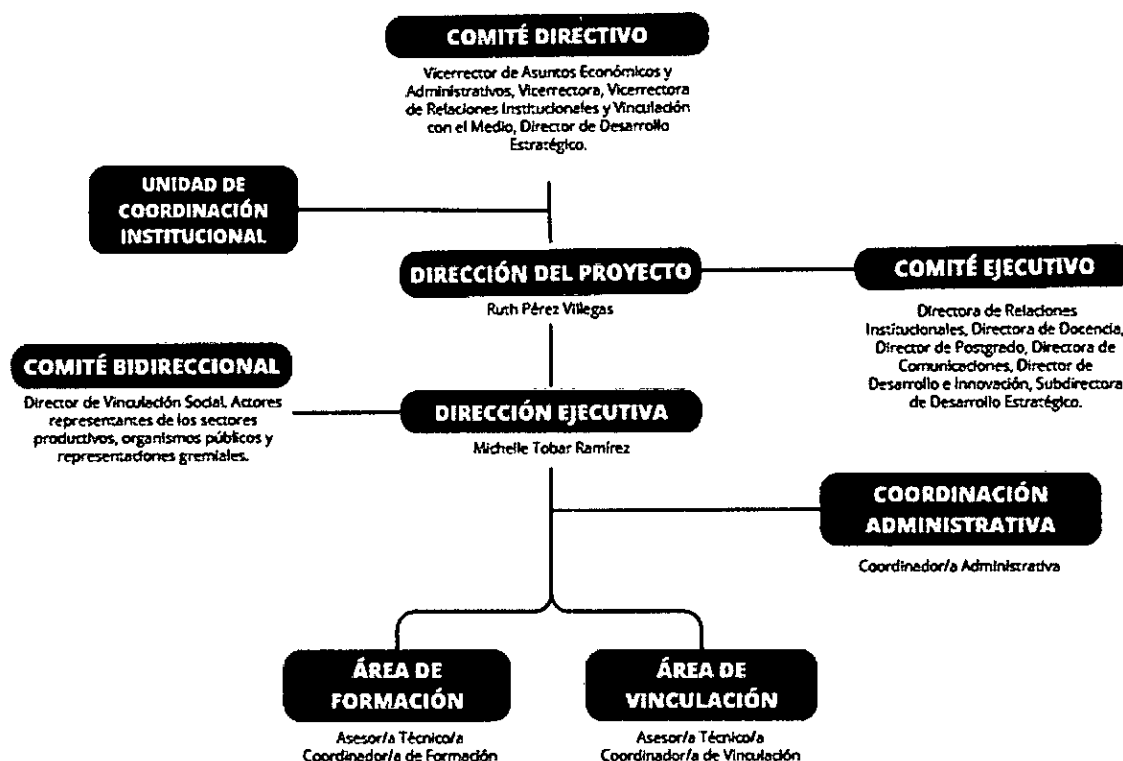 COMITÉ DIRECTIVO
Vicerrector de Asuntos Económicos y
Administrativos, Vicerrectora, Vicerrectora
de Relaciones Institucionales y Vinculación
con el Medio, Director de Desarrollo
Estratégico.
UNIDAD DE
COORDINACIÓN
INSTITUCIONAL
DIRECCIÓN DEL PROYECTO
Ruth Pérez Villegas
COMITÉ EJECUTIVO
Directora de Relaciones
Institucionales, Directora de Docencia,
Director de Postgrado, Directora de
Comunicaciones, Director de
Desarrollo e Innovación, Subdirectora
de Desarrollo Estratégico.
COMITÉ BIDIRECCIONAL
Director de Vinculación Social. Actores
representantes de los sectores
productivos, organismos públicos y
representaciones gremiales.
DIRECCIÓN EJECUTIVA
Michelle Tobar Ramírez
COORDINACIÓN
ADMINISTRATIVA
Coordinador/a Administrativa
ÁREA DE
FORMACIÓN
Asesor/a Técnico/a
Coordinador/a de Formación
ÁREA DE
VINCULACIÓN
Asesor/a Técnico/a
Coordinador/a de Vinculación